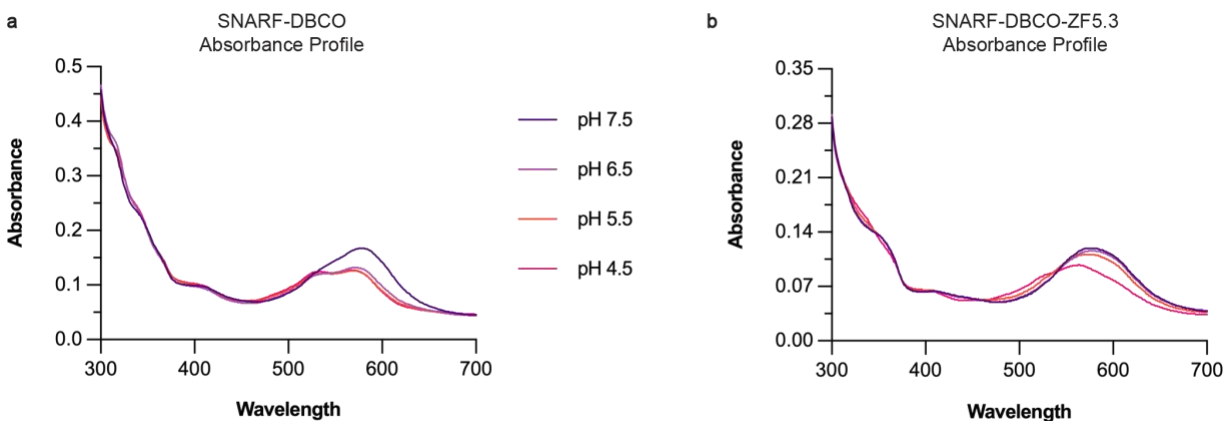 a
SNARF-DBCO
Absorbance Profile
0.5
0.4
0.3
0.2
0.1
0.0
Absorbance
300 400 500 600 700
Wavelength
pH 7.5
pH 6.5
pH 5.5
pH 4.5
b
SNARF-DBCO-ZF5.3
Absorbance Profile
0.35
0.28
0.21
0.14
0.07
0.00
Absorbance
300 400 500 600 700
Wavelength